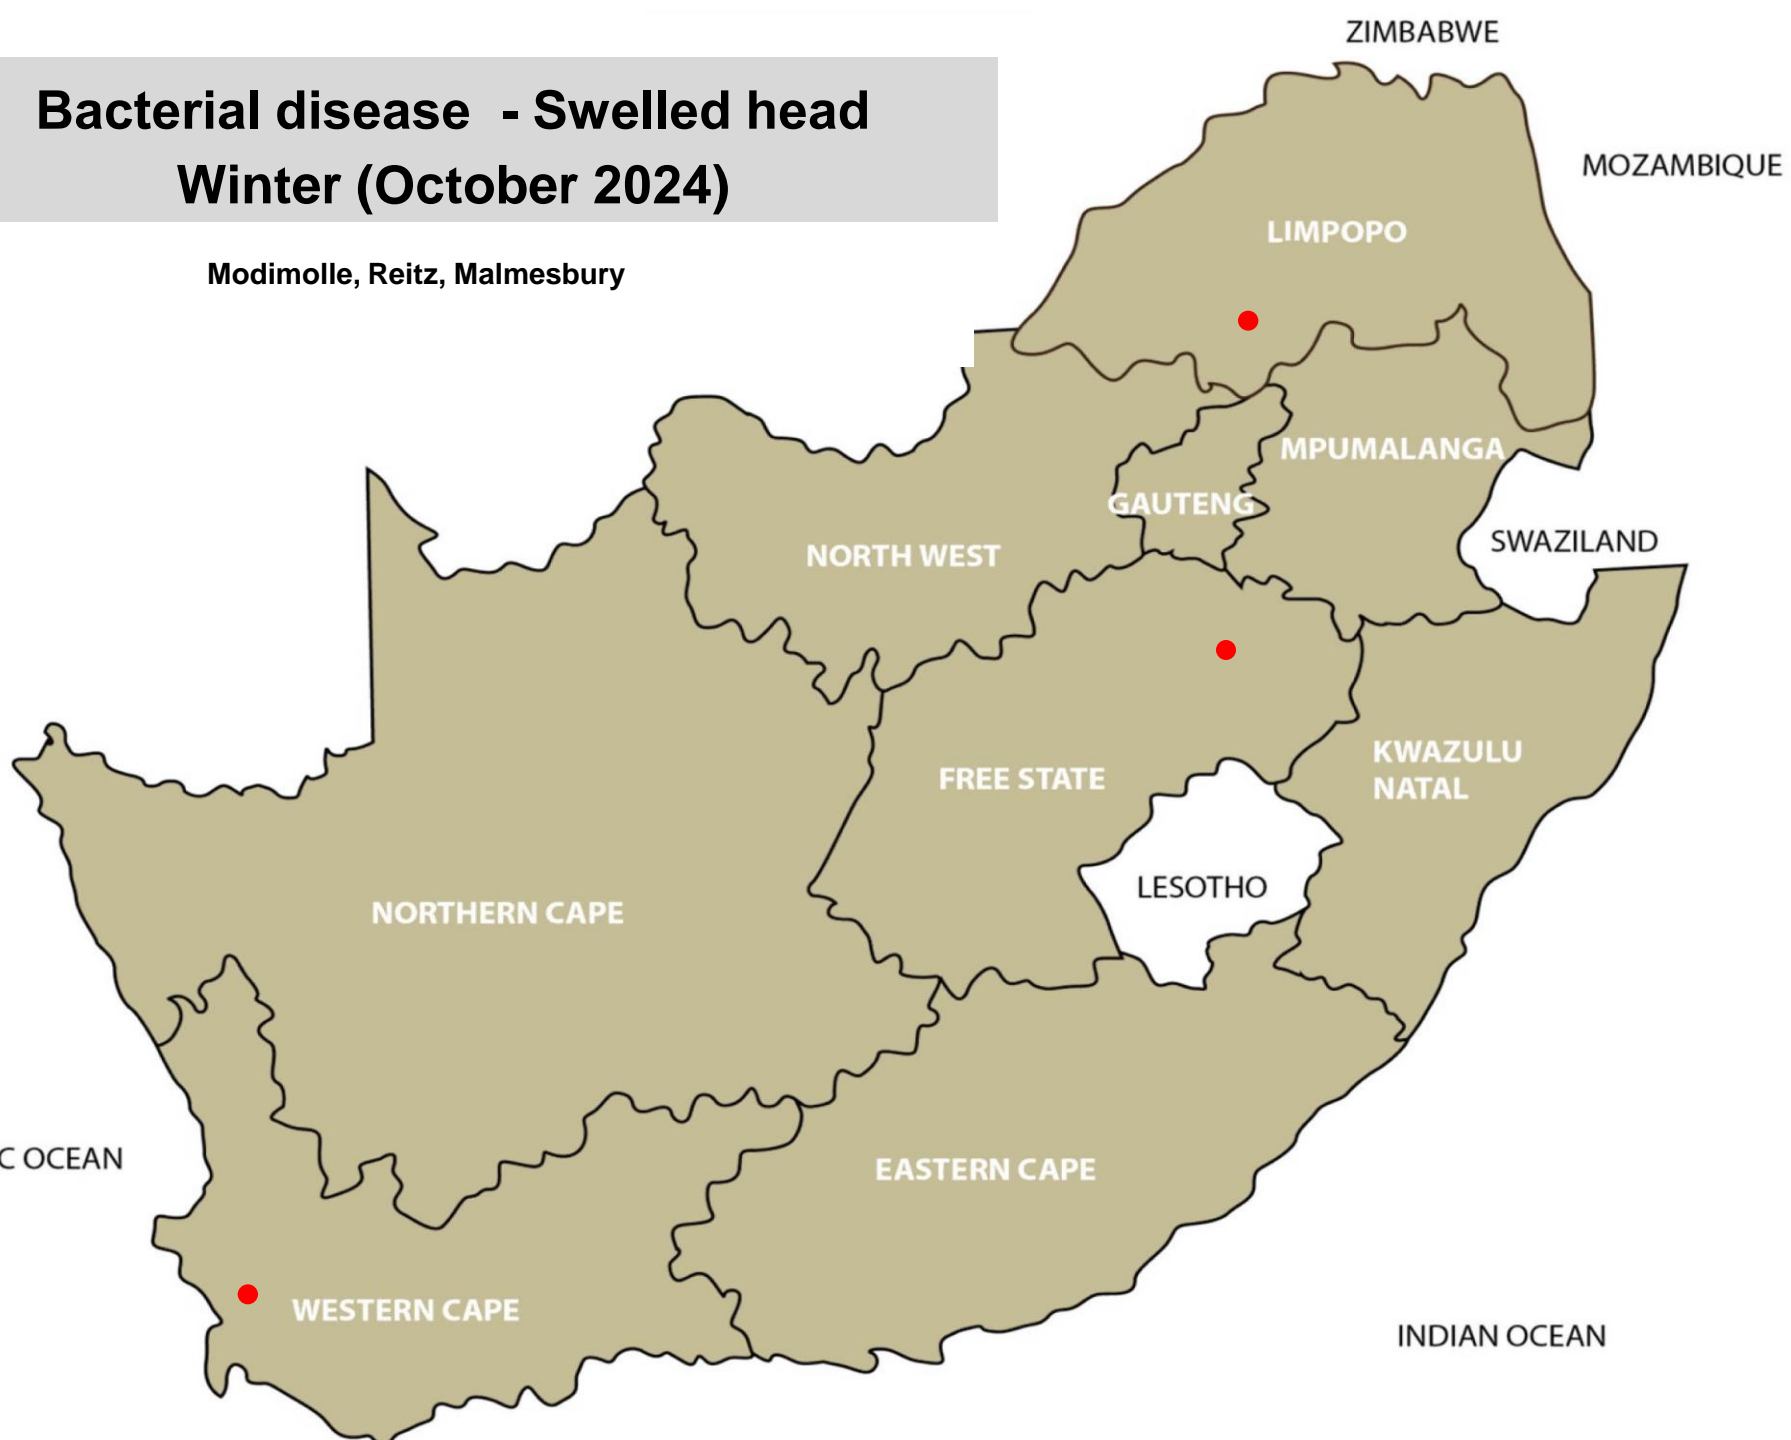 ZIMBABWE
Bacterial disease - Swelled head
Winter (October 2024)
MOZAMBIQUE
LIMPOPO
Modimolle, Reitz, Malmesbury
MPUMALANGA
GAUTENG
SWAZILAND
NORTH WEST
KWAZULU
NATAL
FREE STATE
LESOTHO
NORTHERN CAPE
C OCEAN
EASTERN CAPE
WESTERN CAPE
INDIAN OCEAN